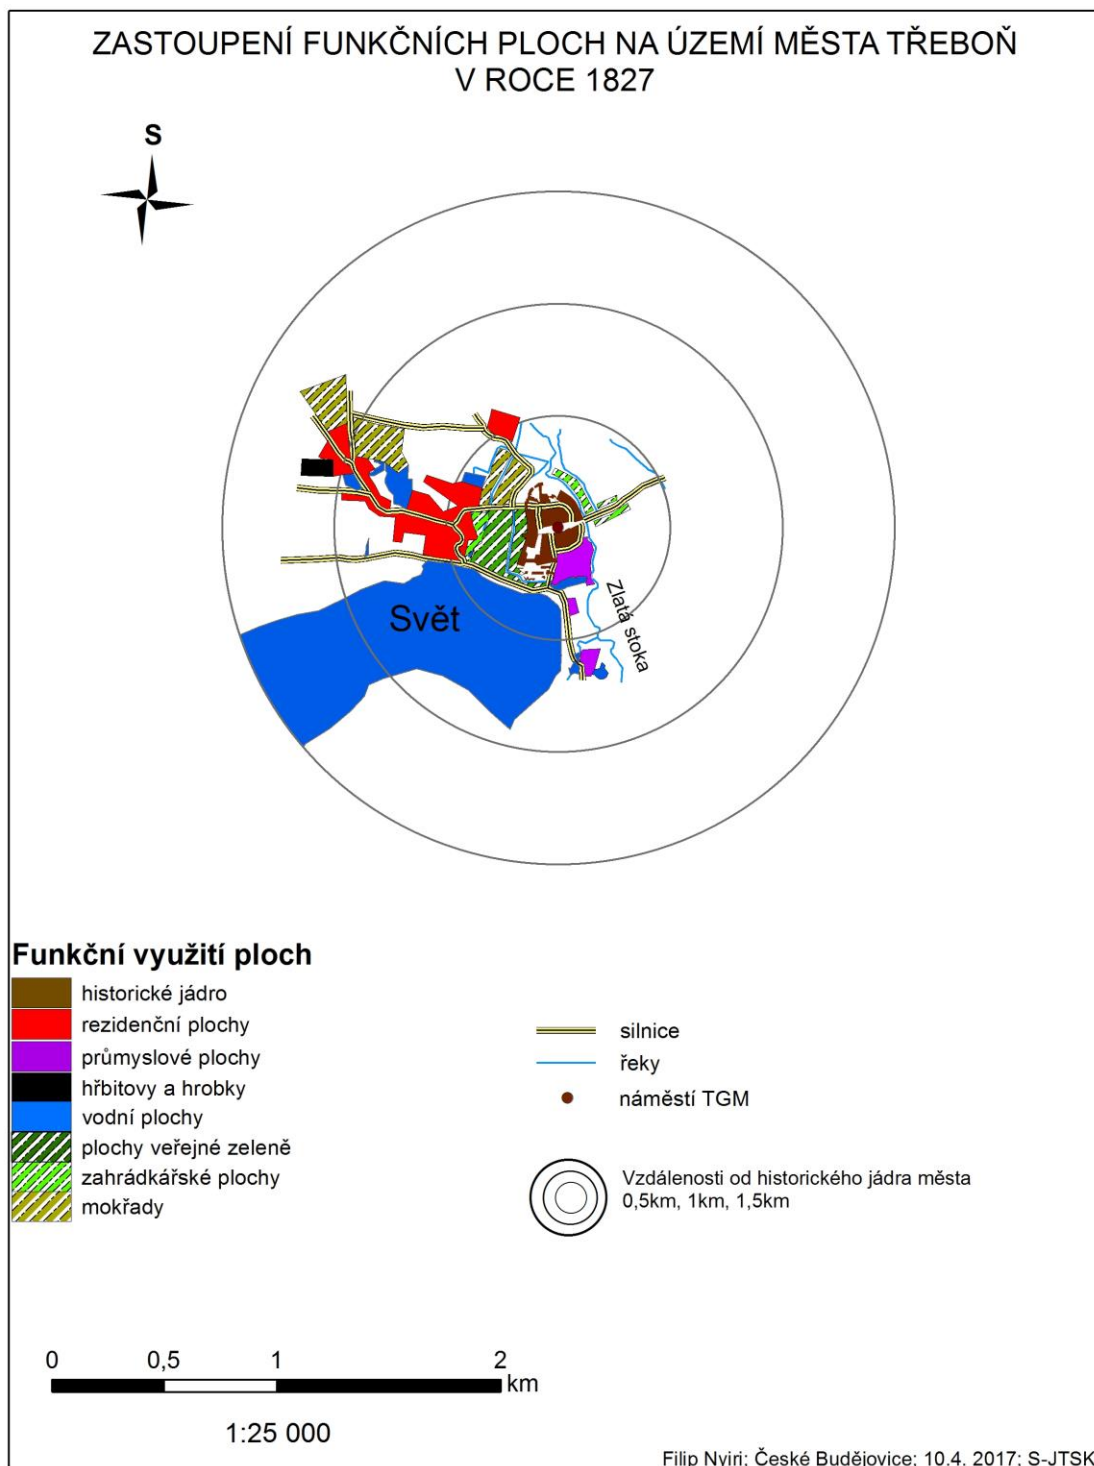 ZASTOUPENÍ FUNKČNÍCH PLOCH NA ÚZEMÍ MĚSTA TŘEBOŇ
V ROCE 1827
S
Svět
Zlatá stoka
Funkční využití ploch
historické jádro
rezidenční plochy
průmyslové plochy
hřbitovy a hrobky
vodní plochy
plochy veřejné zeleně
zahrádkářské plochy
mokřady
silnice
řeky
náměstí TGM
Vzdálenosti od historického jádra města
0,5km, 1km, 1,5km
0 0,5 1 2
km
1:25 000
Filip Nyiri; České Budějovice; 10.4. 2017; S-JTSK